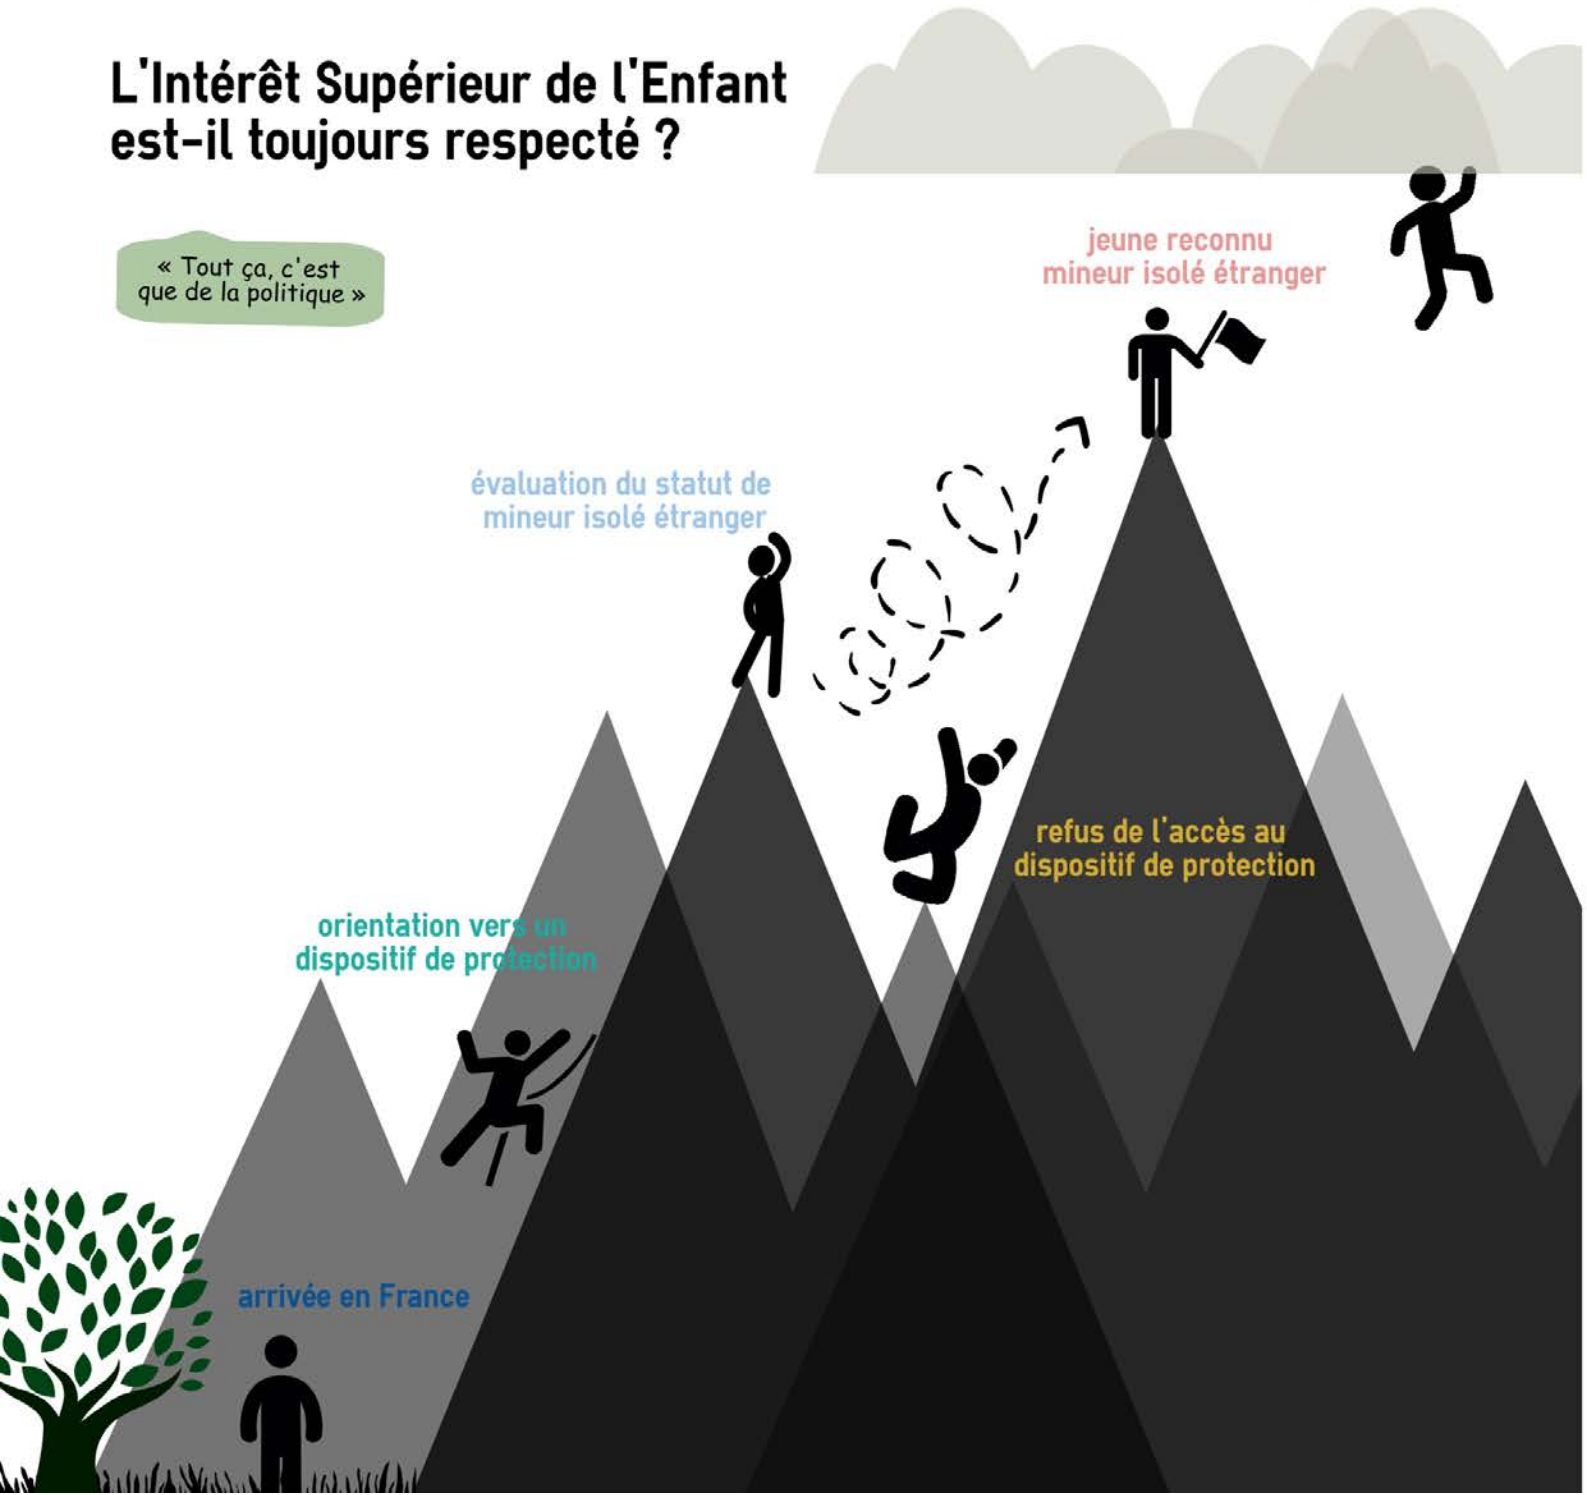 L'Intérêt Supérieur de l'Enfant
est-il toujours respecté ?
« Tout ça, c'est
que de la politique »
jeune reconnu
mineur isolé étranger
évaluation du statut de
mineur isolé étranger
refus de l'accès au
dispositif de protection
orientation vers un
dispositif de protection
arrivée en France